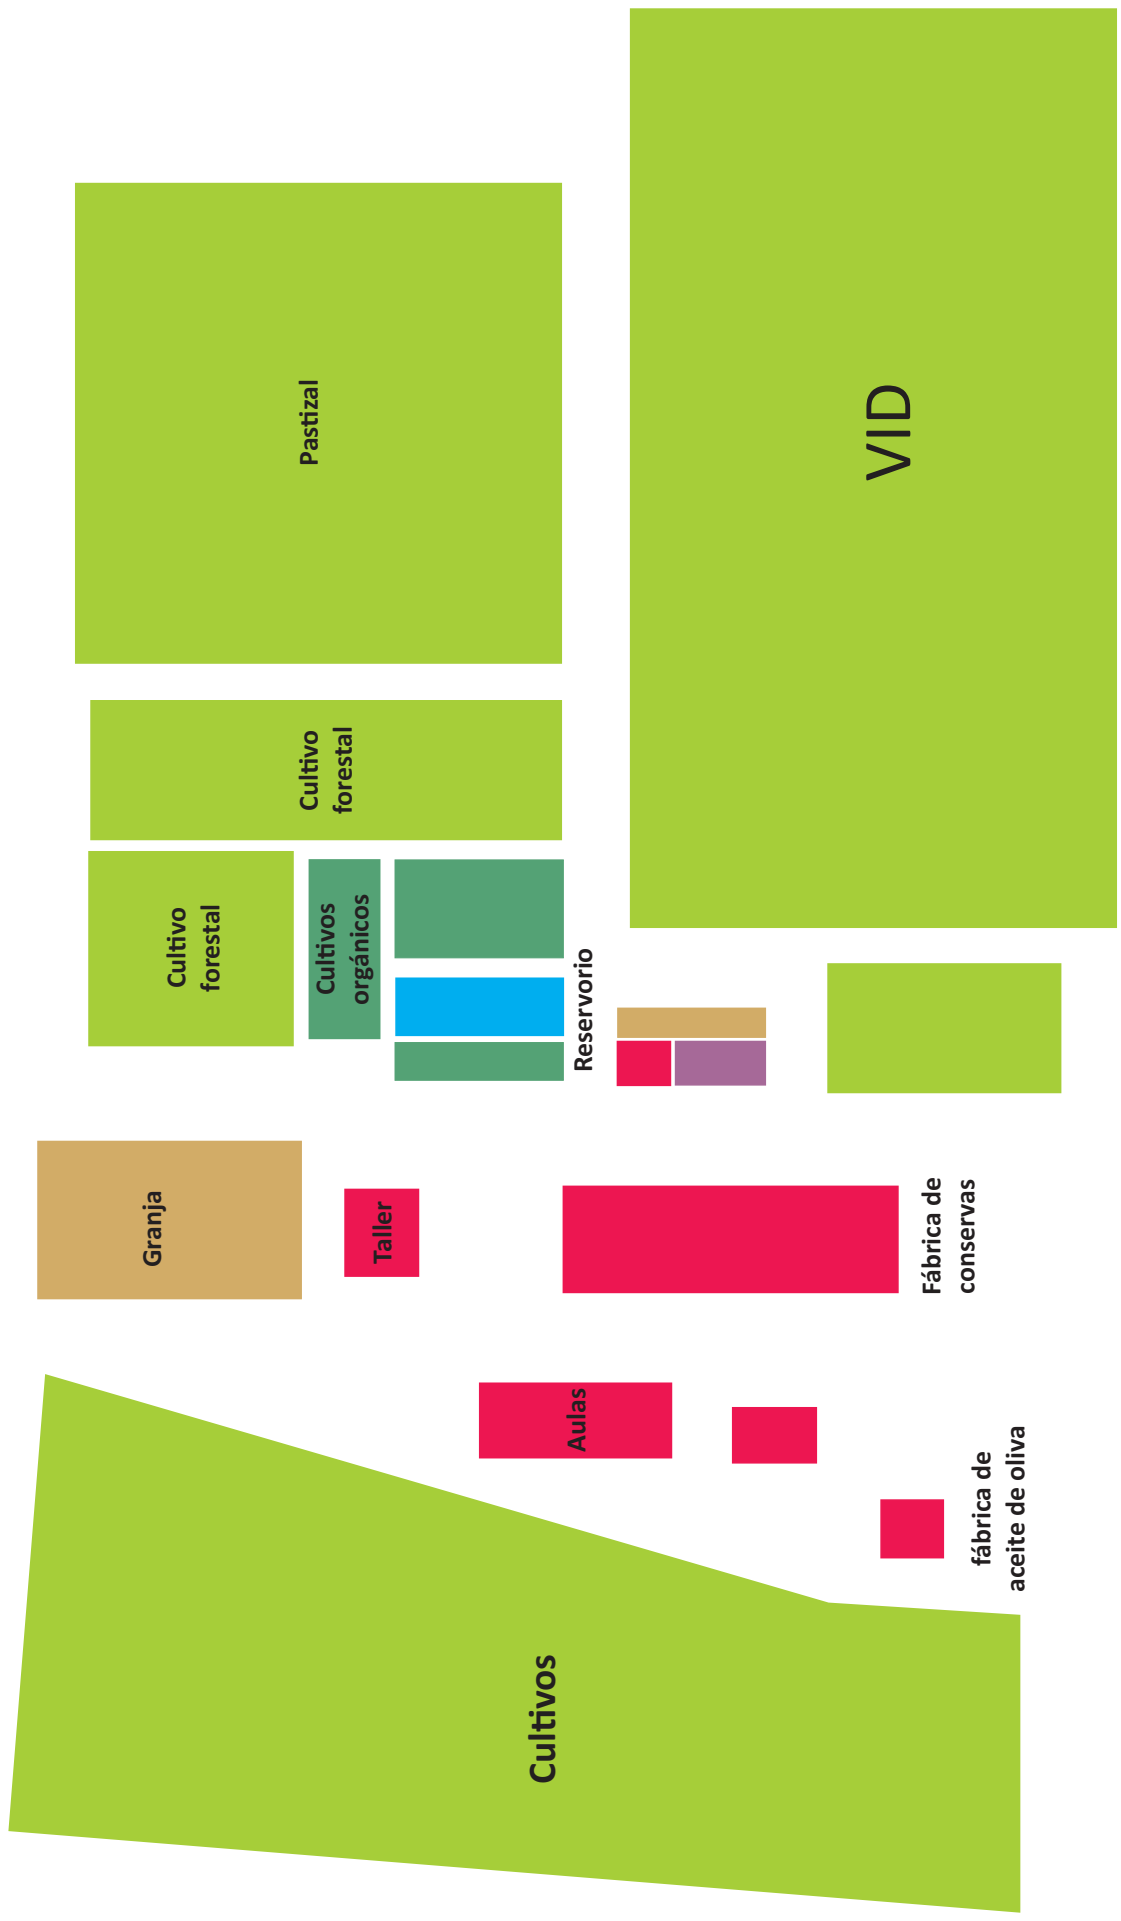 Pastizal
VID
Cultivo
forestal
Cultivo
forestal
Cultivos
orgánicos
Reservorio
Granja
Taller
Fábrica de
conservas
Aulas
fábrica de
aceite de oliva
Cultivos